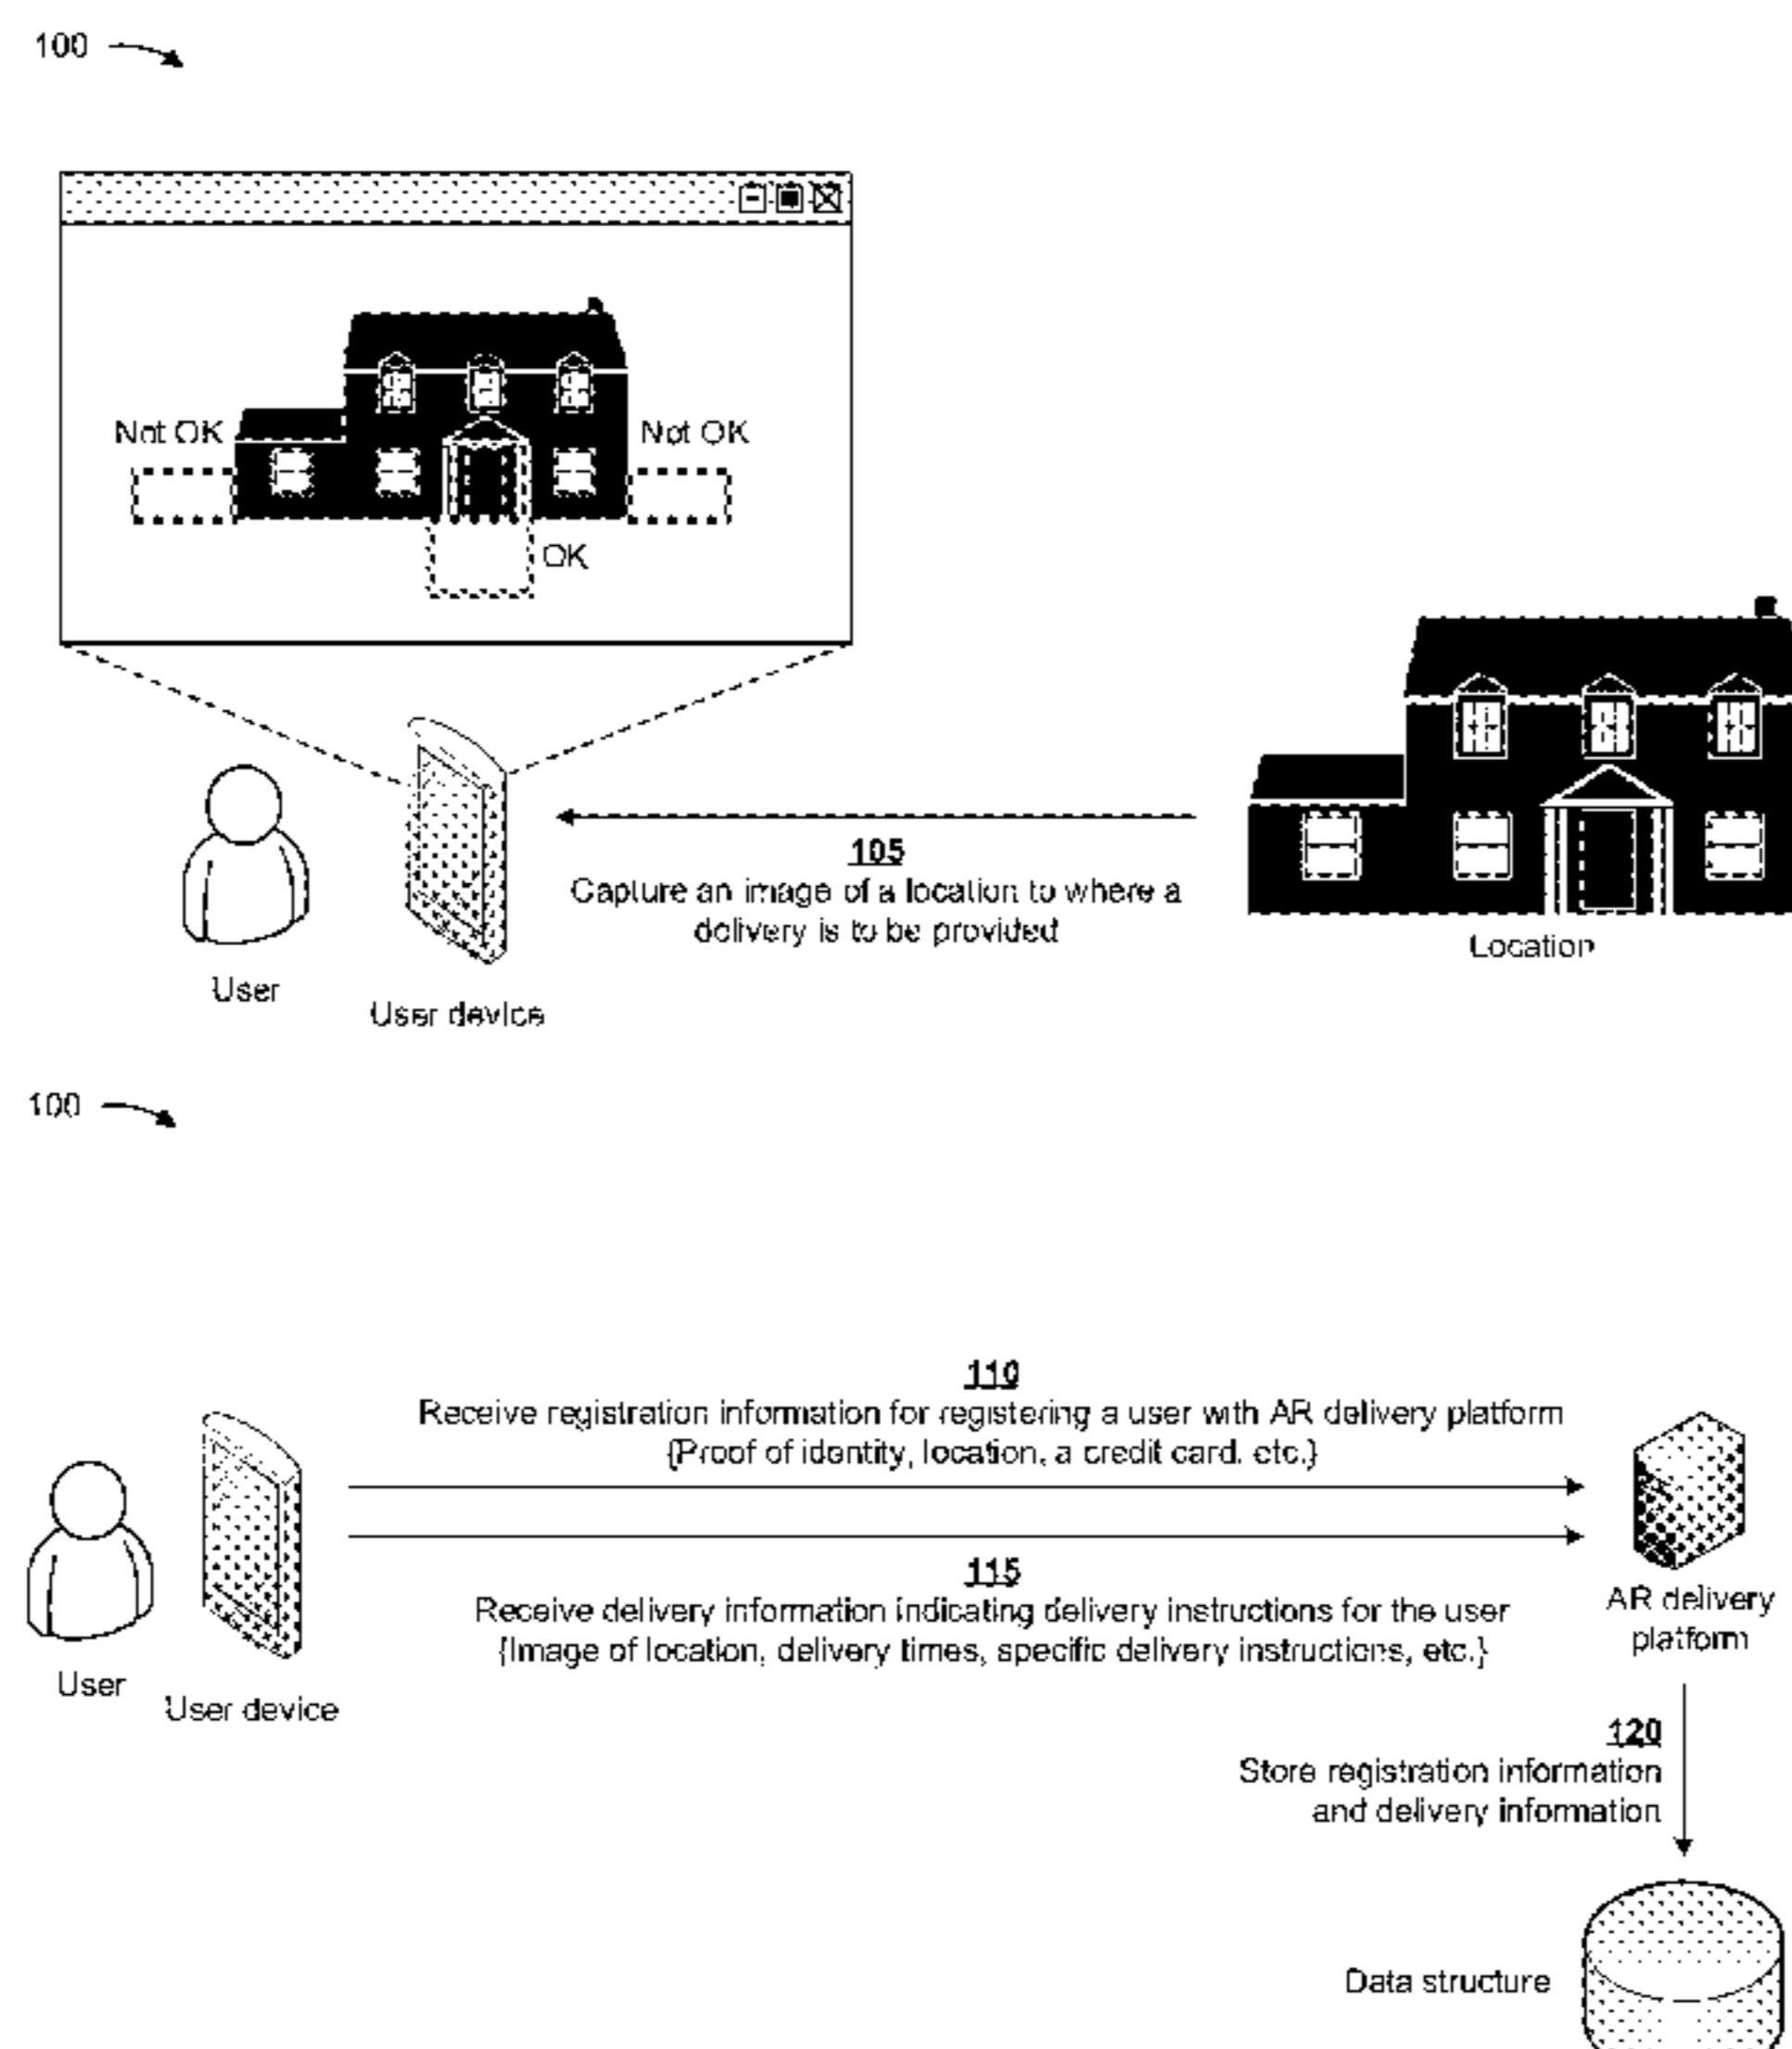 100
Not OK
Not OK
OK
105
Capture an image of a location to where a
delivery is to be provided
Location
User
User device
100
110
Receive registration information for registering a user with AR delivery platform
{Proof of identity, location, a credit card, etc.}
115
Receive delivery information indicating delivery instructions for the user
{Image of location, delivery times, specific delivery instructions, etc.}
AR delivery
platform
User
User device
120
Store registration information
and delivery information
Data structure